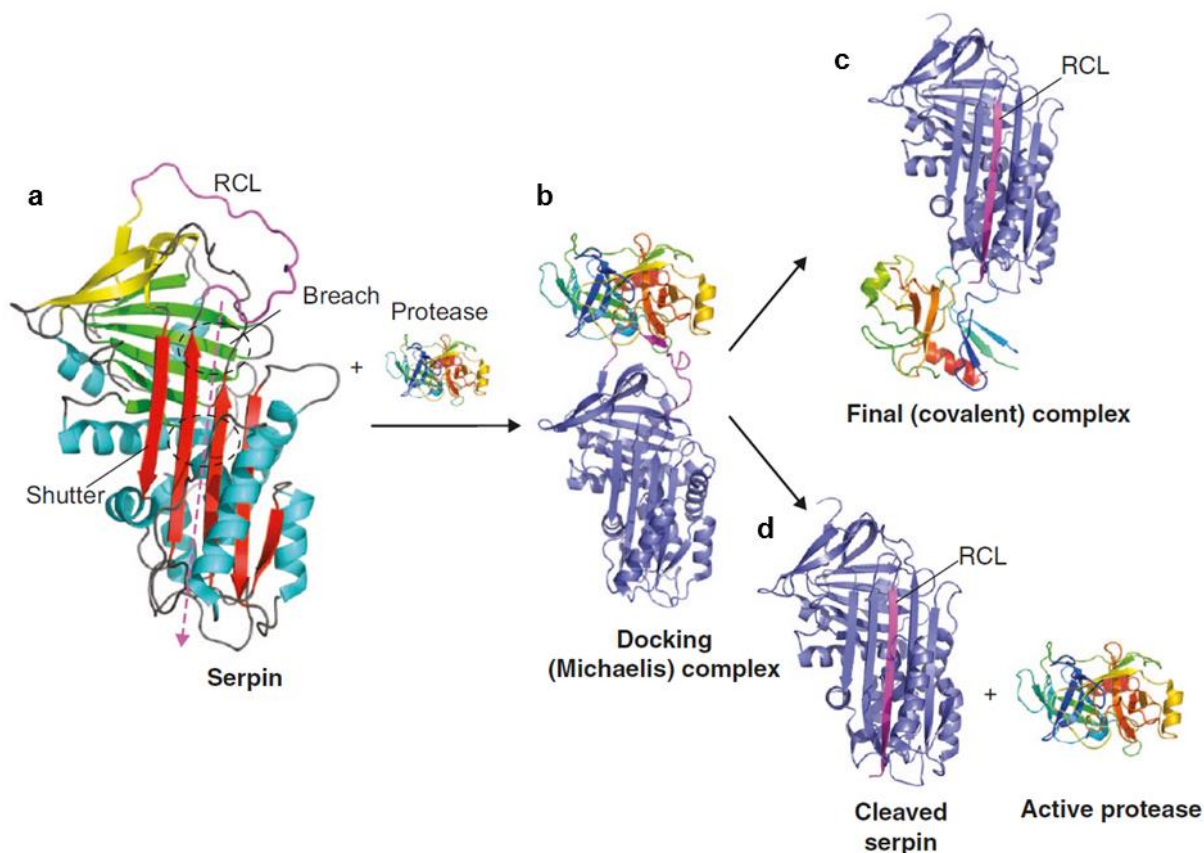 a
RCL
Breach
Shutter
Serpin
+
Protease
b
Docking
(Michaelis) complex
c
RCL
Final (covalent) complex
d
RCL
Cleaved
serpin
+
Active protease